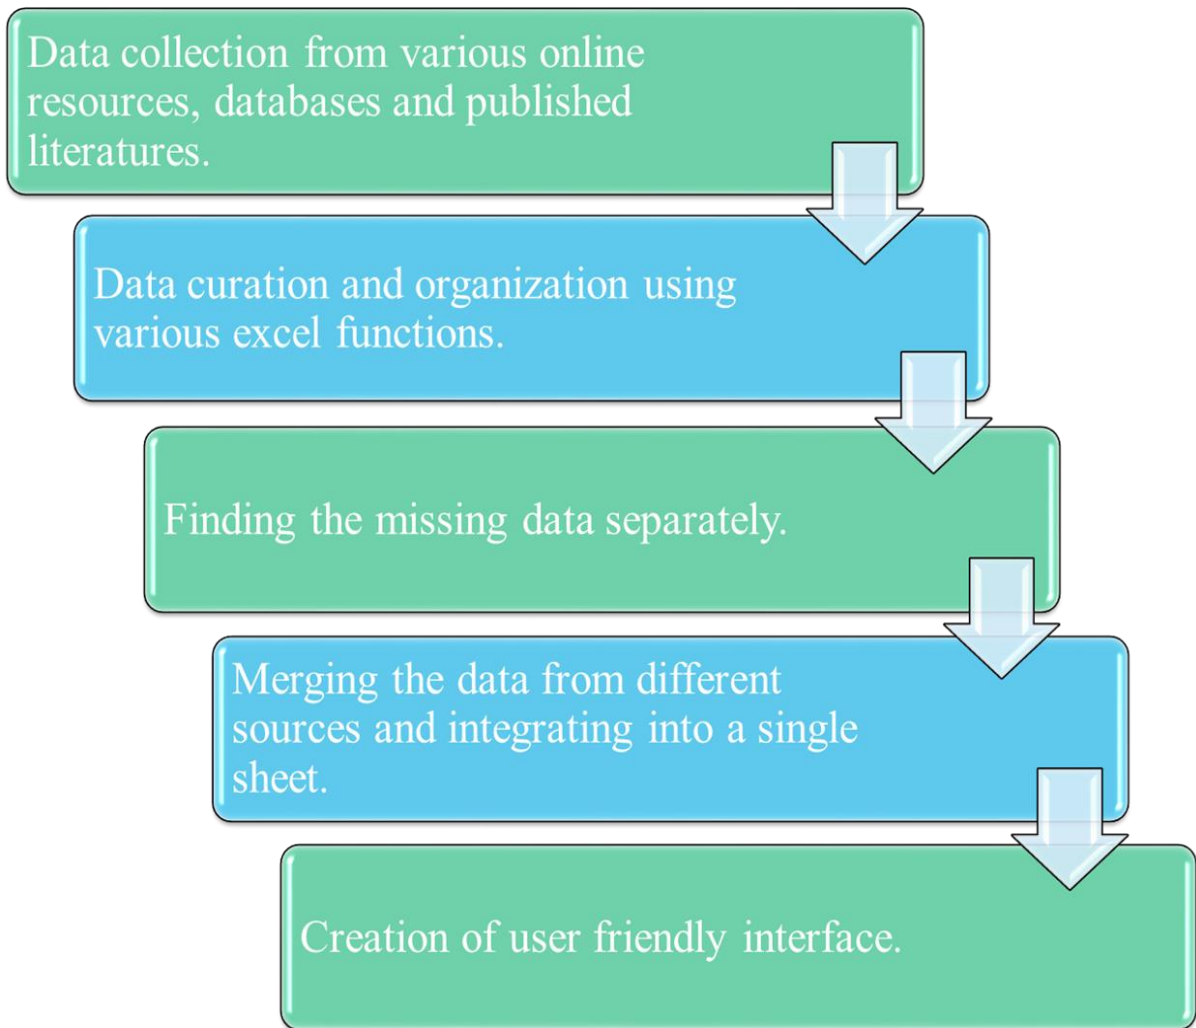 Data collection from various online
resources, databases and published
literatures.
Data curation and organization using
various excel functions.
Finding the missing data separately.
Merging the data from different
sources and integrating into a single
sheet.
Creation of user friendly interface.